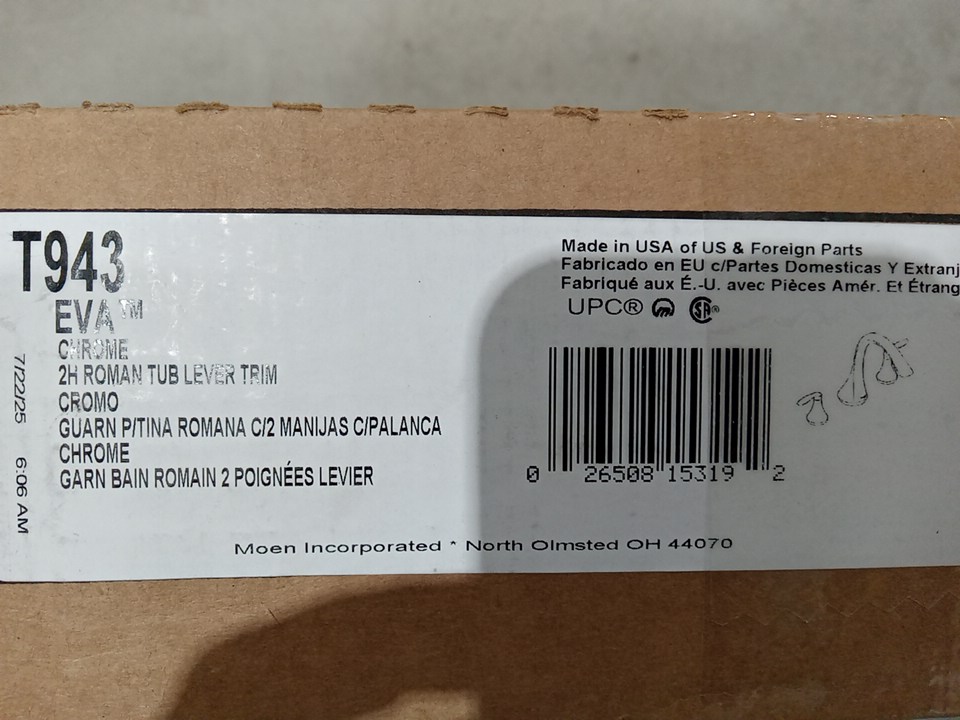 T943
EVA™
CHROME
2H ROMAN TUB LEVER TRIM
CROMO
GUARN P/TINA ROMANA C/2 MANIJAS C/PALANCA
CHROME
GARN BAIN ROMAIN 2 POIGNÉES LEVIER
7/22/25 6:06 AM
Made in USA of US & Foreign Parts
Fabricado en EU c/Partes Domesticas Y Extranj
Fabriqué aux É.-U. avec Pièces Amér. Et Étrang
UPC® SA®
0 26508 15319 2
Moen Incorporated * North Olmsted OH 44070